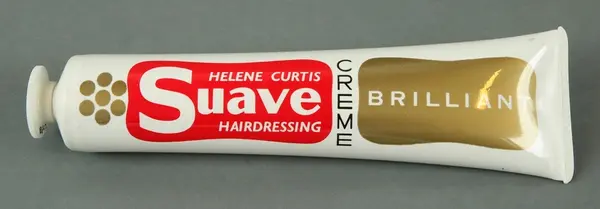 HELENE CURTIS
Suave
HAIRDRESSING
CREME
BRILLIANT